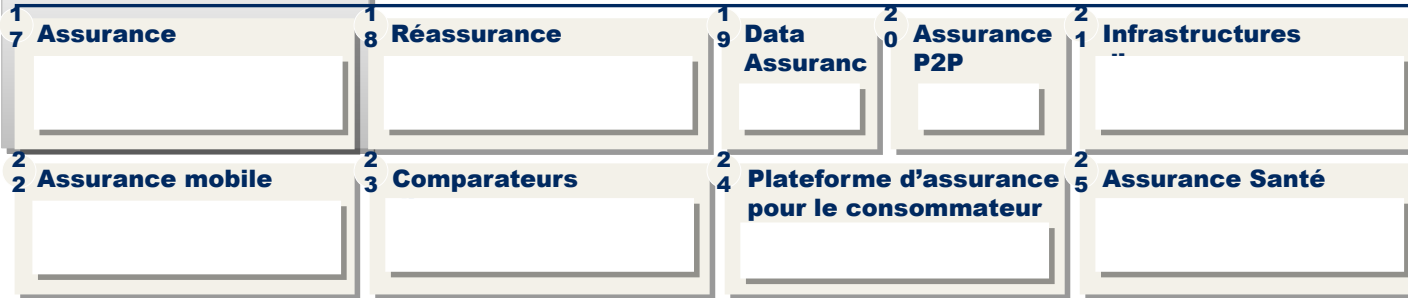 17 Assurance
18 Réassurance
19 Data
Assuranc
20 Assurance
P2P
21 Infrastructures
22 Assurance mobile
23 Comparateurs
24 Plateforme d’assurance
pour le consommateur
25 Assurance Santé